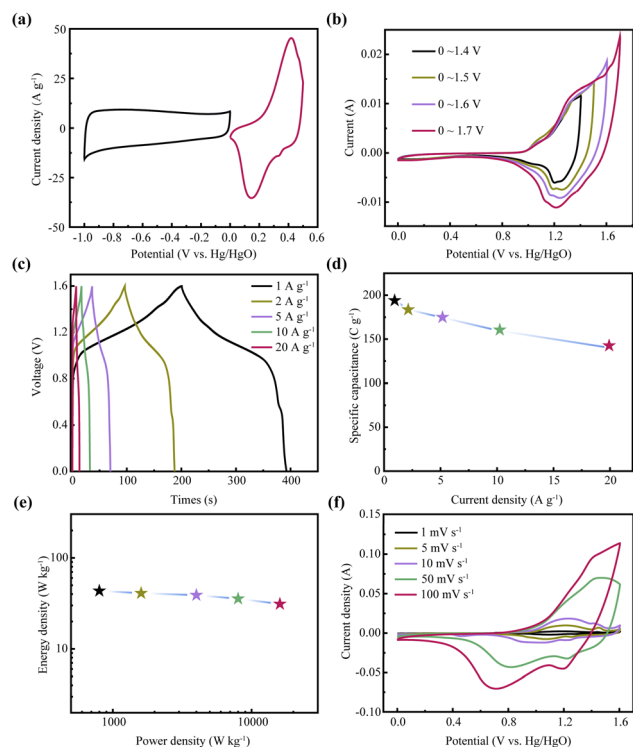 (a)
Current density (A g⁻¹)
50
25
0
-25
-50
-1.0 -0.8 -0.6 -0.4 -0.2 0.0 0.2 0.4 0.6
Potential (V vs. Hg/HgO)
(b)
Current (A)
0.02
0.01
0.00
-0.01
0.0 0.4 0.8 1.2 1.6
Potential (V vs. Hg/HgO)
0 ~1.4 V
0 ~1.5 V
0 ~1.6 V
0 ~ 1.7 V
(c)
Voltage (V)
1.6
1.2
0.8
0.4
0.0
0 100 200 300 400
Times (s)
1 A g⁻¹
2 A g⁻¹
5 A g⁻¹
10 A g⁻¹
20 A g⁻¹
(d)
Specific capacitance (C g⁻¹)
200
150
100
50
0
0 5 10 15 20
Current density (A g⁻¹)
(e)
Energy density (W kg⁻¹)
100
10
1000 10000
Power density (W kg⁻¹)
(f)
Current density (A)
0.15
0.10
0.05
0.00
-0.05
-0.10
0.0 0.4 0.8 1.2 1.6
Potential (V vs. Hg/HgO)
1 mV s⁻¹
5 mV s⁻¹
10 mV s⁻¹
50 mV s⁻¹
100 mV s⁻¹